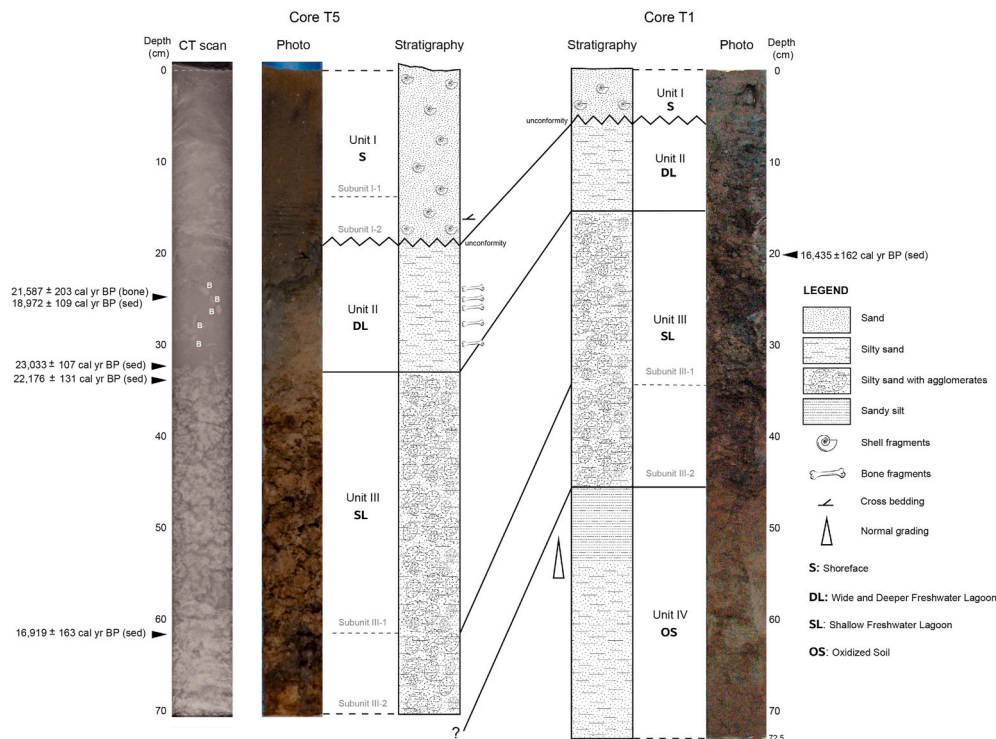 Core T5
Core T1
Depth
(cm)
CT scan
Photo
Stratigraphy
Stratigraphy
Photo
Depth
(cm)
0
10
20
30
40
50
60
70
21,587 ± 203 cal yr BP (bone)
18,972 ± 109 cal yr BP (sed)
23,033 ± 107 cal yr BP (sed)
22,176 ± 131 cal yr BP (sed)
16,919 ± 163 cal yr BP (sed)
B
B
B
B
B
Unit I
S
Subunit I-1
Subunit I-2
unconformity
Unit II
DL
Unit III
SL
Subunit III-1
Subunit III-2
?
unconformity
Unit I
S
Unit II
DL
Unit III
SL
Subunit III-1
Subunit III-2
Unit IV
OS
0
10
20
30
40
50
60
70
72.5
16,435 ±162 cal yr BP (sed)
LEGEND
Sand
Silty sand
Silty sand with agglomerates
Sandy silt
Shell fragments
Bone fragments
Cross bedding
Normal grading
S: Shoreface
DL: Wide and Deeper Freshwater Lagoon
SL: Shallow Freshwater Lagoon
OS: Oxidized Soil